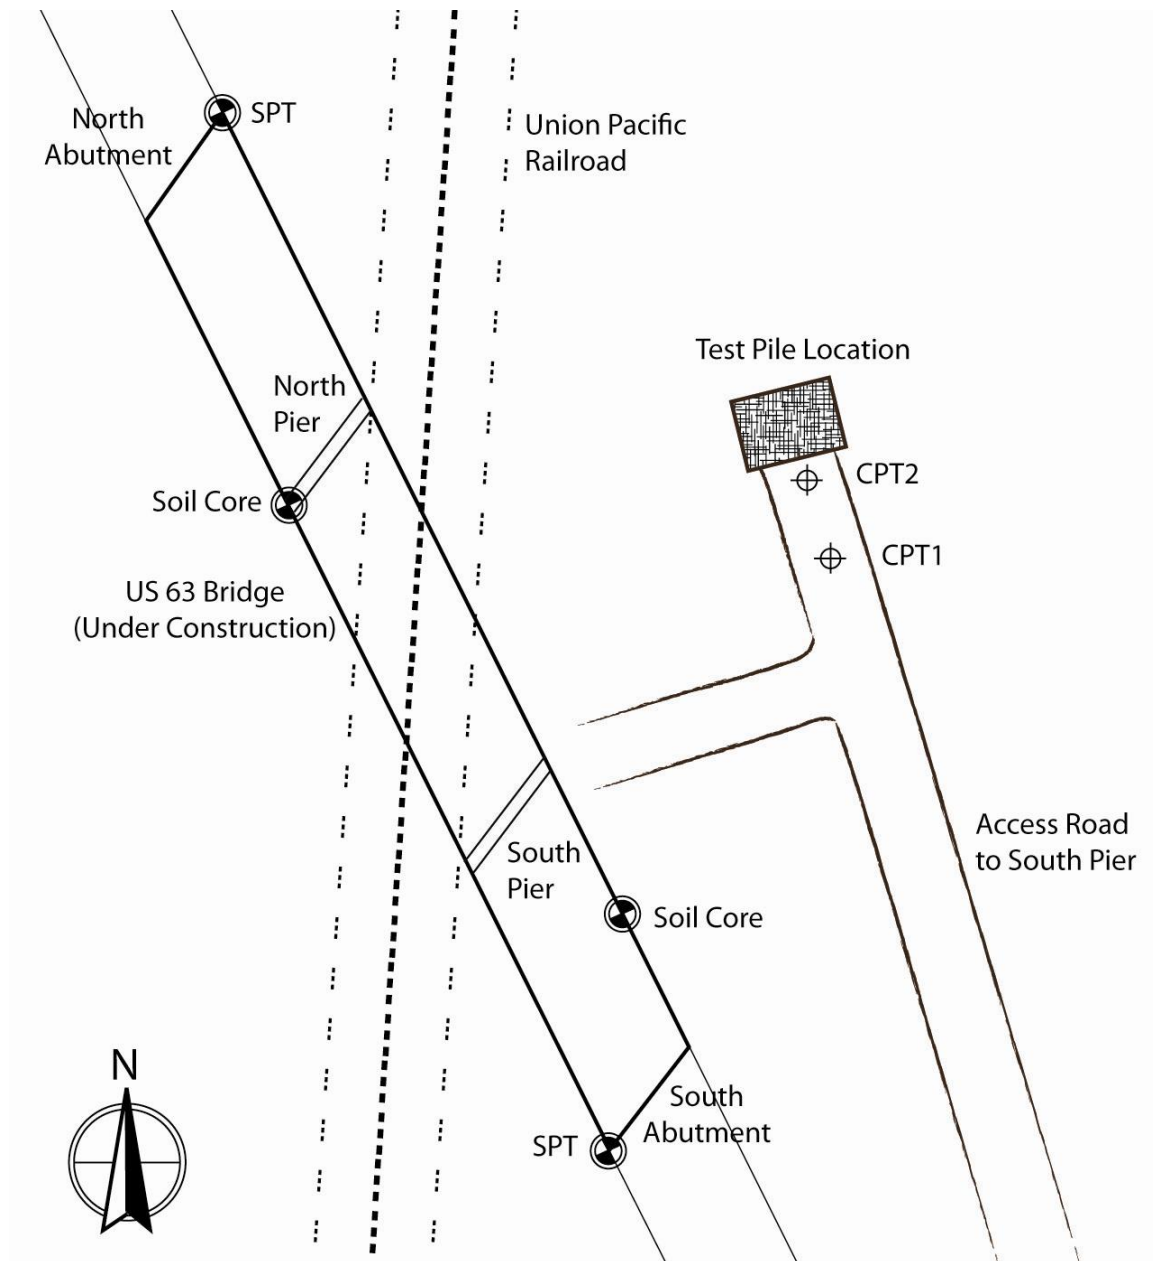 North
Abutment
SPT
Union Pacific
Railroad
Test Pile Location
North
Pier
CPT2
Soil Core
CPT1
US 63 Bridge
(Under Construction)
Access Road
to South Pier
South
Pier
Soil Core
N
South
Abutment
SPT